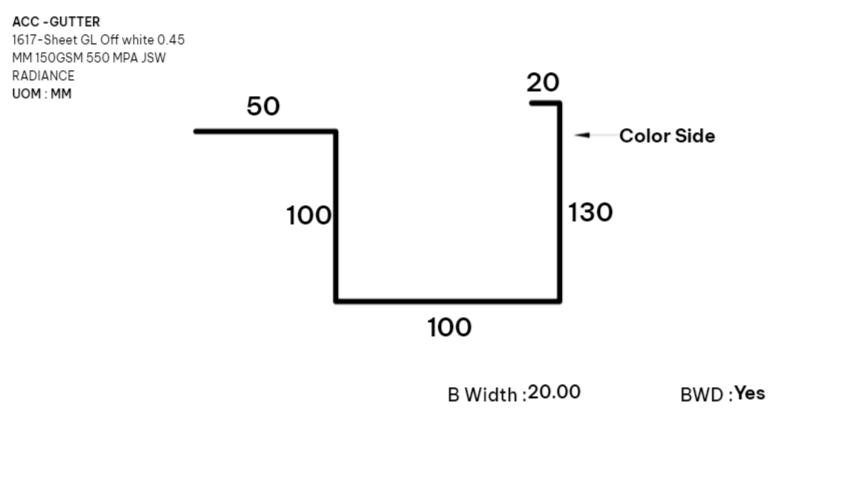 ACC -GUTTER
1617-Sheet GL Off white 0.45
MM 150GSM 550 MPA JSW
RADIANCE
UOM : MM
20
50
Color Side
100
130
100
B Width :20.00
BWD :Yes